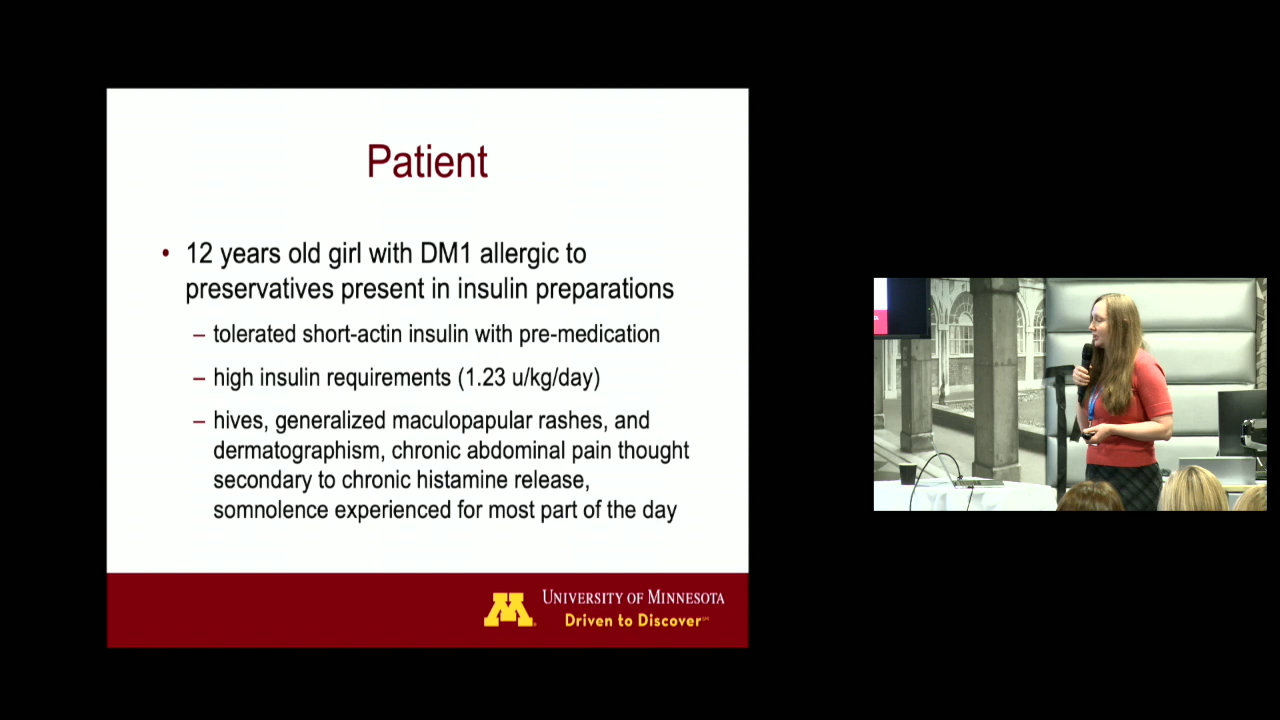 Patient
• 12 years old girl with DM1 allergic to
preservatives present in insulin preparations
– tolerated short-actin insulin with pre-medication
– high insulin requirements (1.23 u/kg/day)
– hives, generalized maculopapular rashes, and
dermatographism, chronic abdominal pain thought
secondary to chronic histamine release,
somnolence experienced for most part of the day
M
UNIVERSITY OF MINNESOTA
Driven to Discover℠